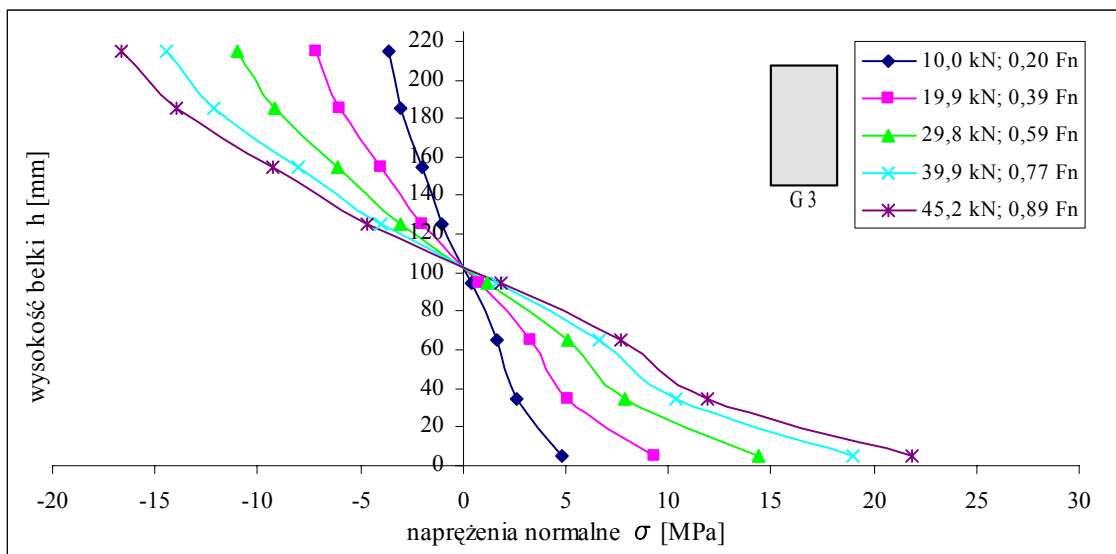 220
200
180
160
140
120
100
80
60
40
20
0
wysokość belki h [mm]
-20 -15 -10 -5 0 5 10 15 20 25 30
naprężenia normalne σ [MPa]
G 3
10,0 kN; 0,20 Fn
19,9 kN; 0,39 Fn
29,8 kN; 0,59 Fn
39,9 kN; 0,77 Fn
45,2 kN; 0,89 Fn